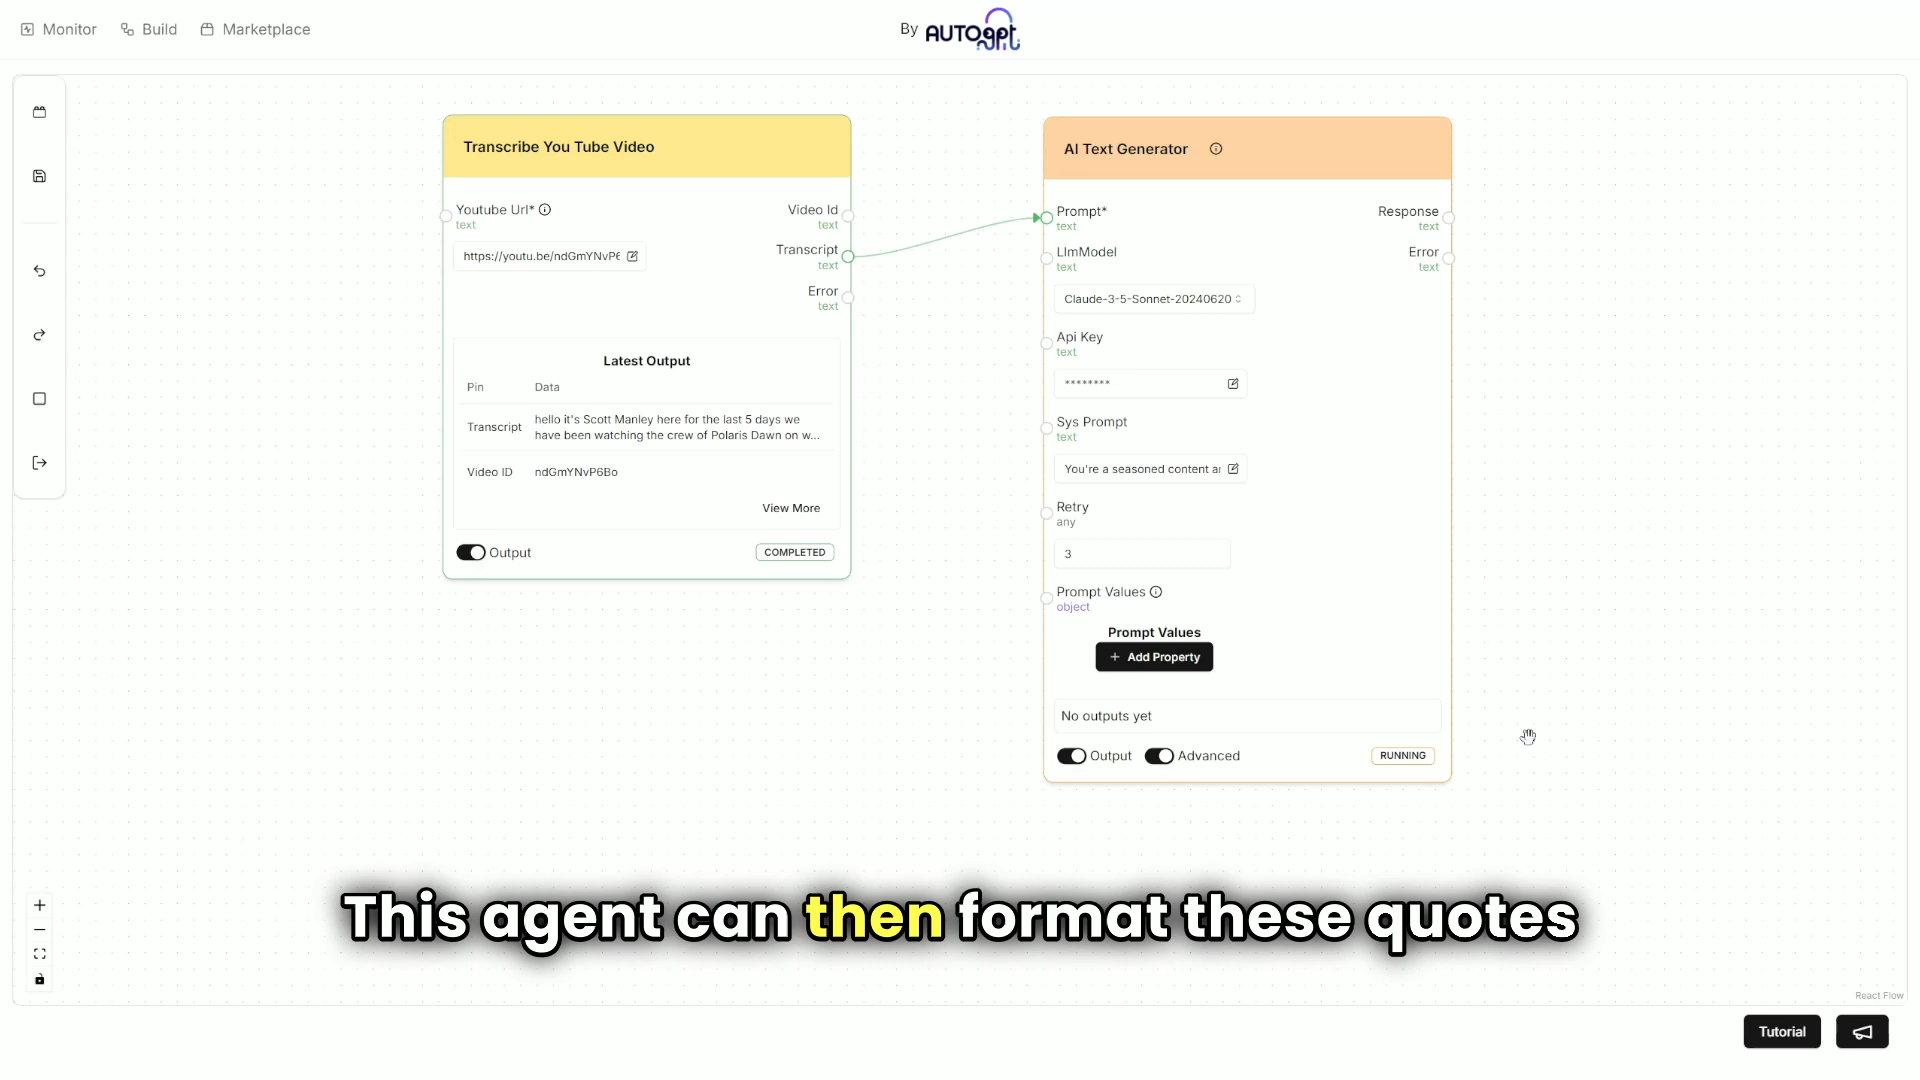 Monitor
Build
Marketplace
By AUTOgpt
Transcribe You Tube Video
Youtube Url*
text
https://youtu.be/ndGmYNvP6
Video Id
text
Transcript
text
Error
text
Latest Output
Pin Data
Transcript
hello it's Scott Manley here for the last 5 days we
have been watching the crew of Polaris Dawn on w...
Video ID ndGmYNvP6Bo
View More
Output
COMPLETED
AI Text Generator
Prompt*
text
Response
text
LlmModel
text
Error
text
Claude-3-5-Sonnet-20240620
Api Key
text
********
Sys Prompt
text
You're a seasoned content ar
Retry
any
3
Prompt Values
object
Prompt Values
+ Add Property
No outputs yet
Output
Advanced
RUNNING
This agent can then format these quotes
React Flow
Tutorial